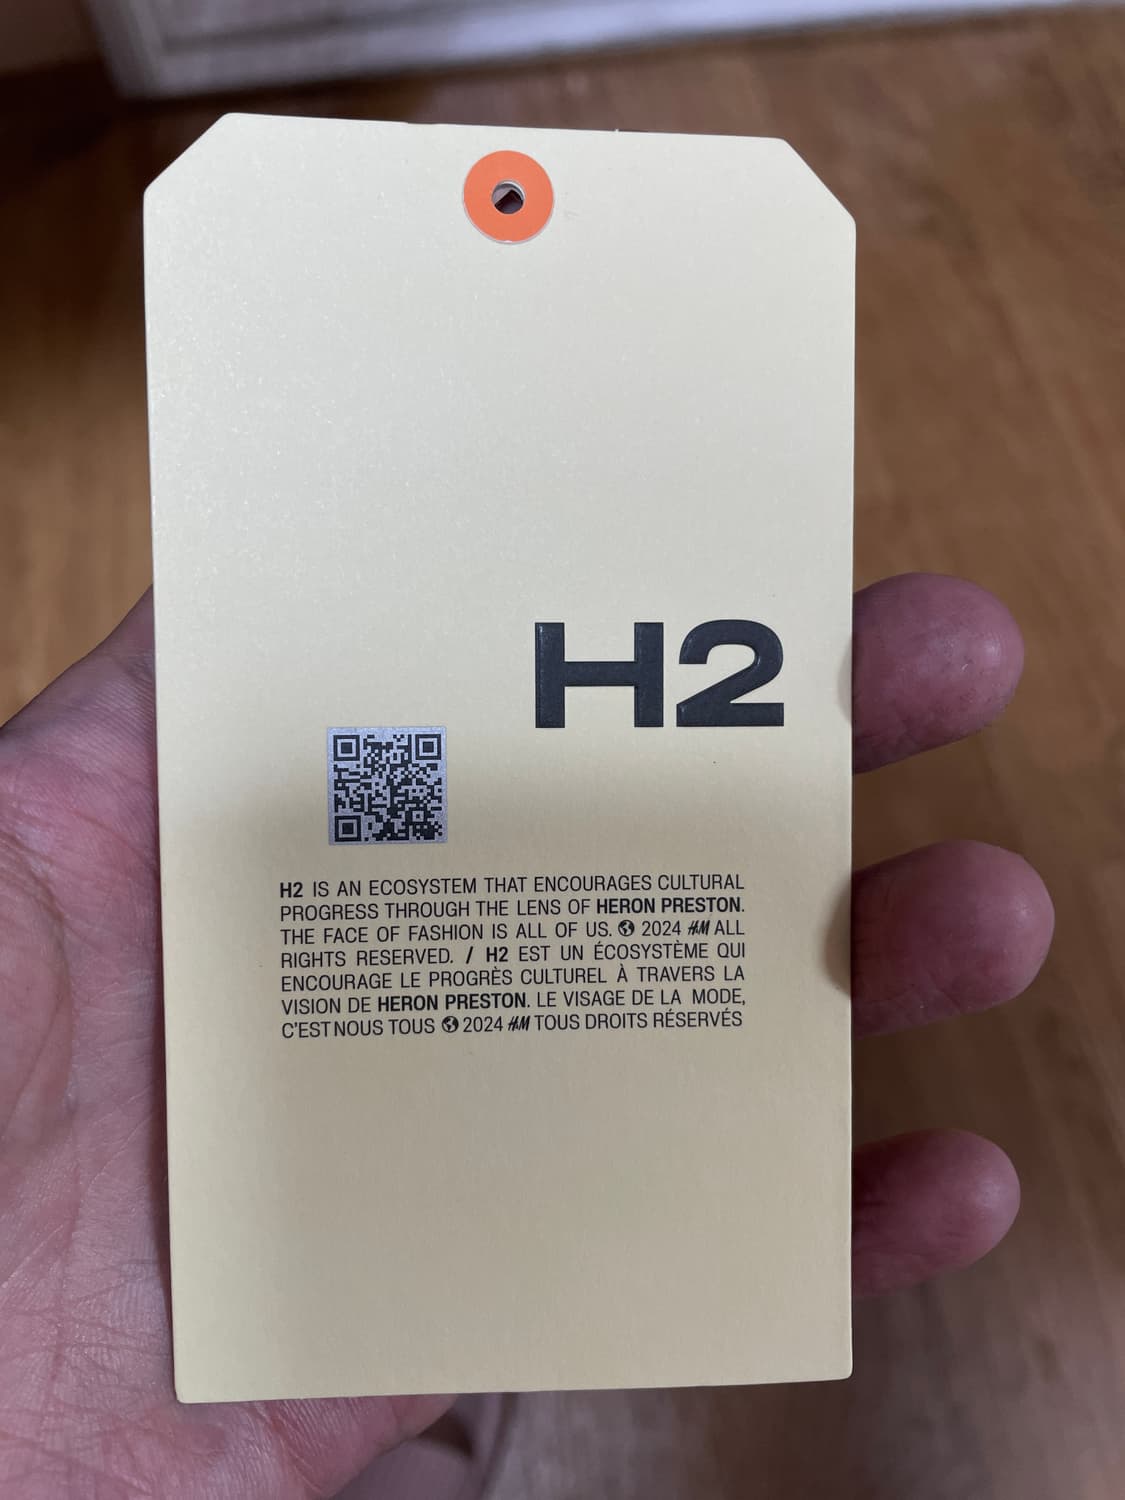 H2
H2 IS AN ECOSYSTEM THAT ENCOURAGES CULTURAL
PROGRESS THROUGH THE LENS OF HERON PRESTON.
THE FACE OF FASHION IS ALL OF US. 2024 H&M ALL
RIGHTS RESERVED. / H2 EST UN ÉCOSYSTÈME QUI
ENCOURAGE LE PROGRÈS CULTUREL À TRAVERS LA
VISION DE HERON PRESTON. LE VISAGE DE LA MODE,
C'EST NOUS TOUS 2024 H&M TOUS DROITS RÉSERVÉS